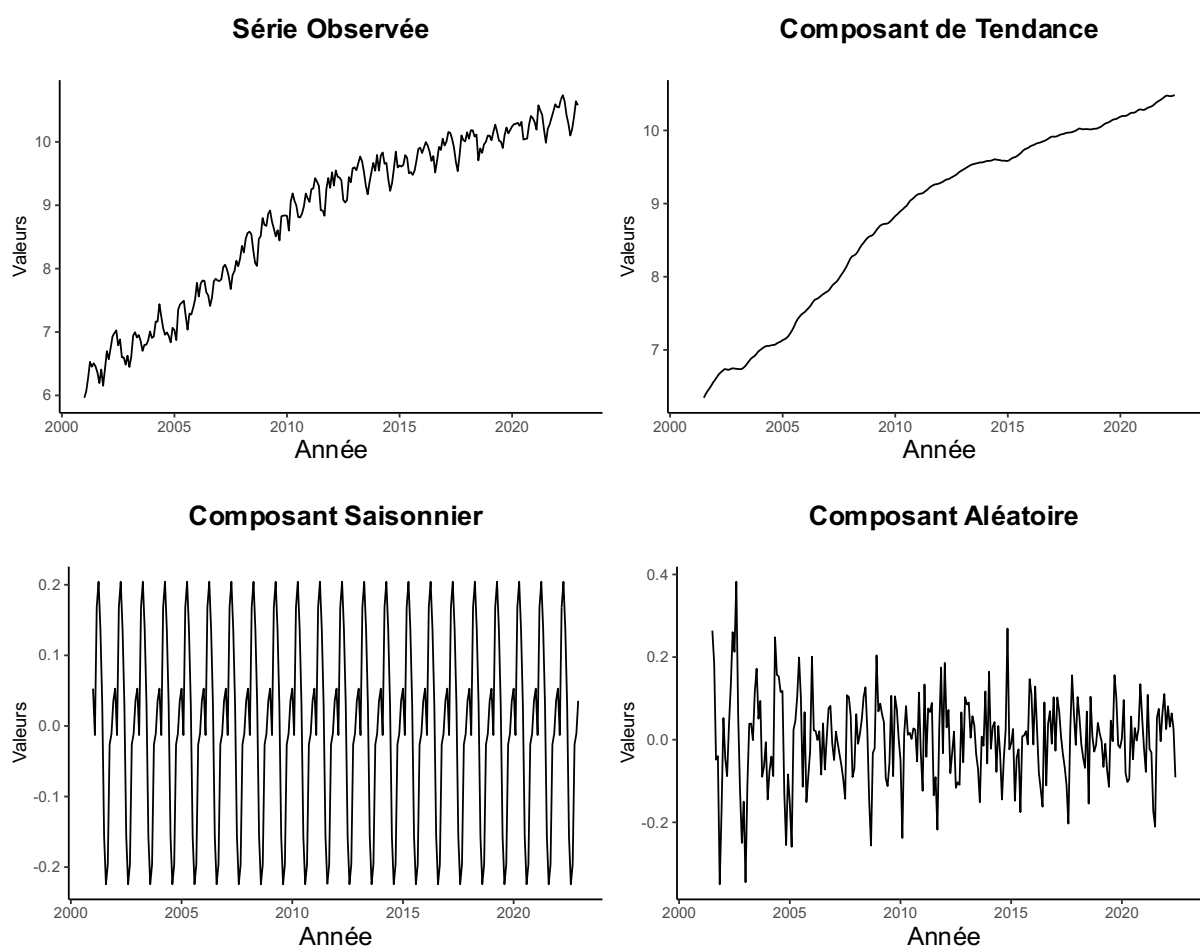 Série Observée
Valeurs
10
9
8
7
6
2000 2005 2010 2015 2020
Année
Composant de Tendance
Valeurs
10
9
8
7
2000 2005 2010 2015 2020
Année
Composant Saisonnier
Valeurs
0.2
0.1
0.0
-0.1
-0.2
2000 2005 2010 2015 2020
Année
Composant Aléatoire
Valeurs
0.4
0.2
0.0
-0.2
2000 2005 2010 2015 2020
Année